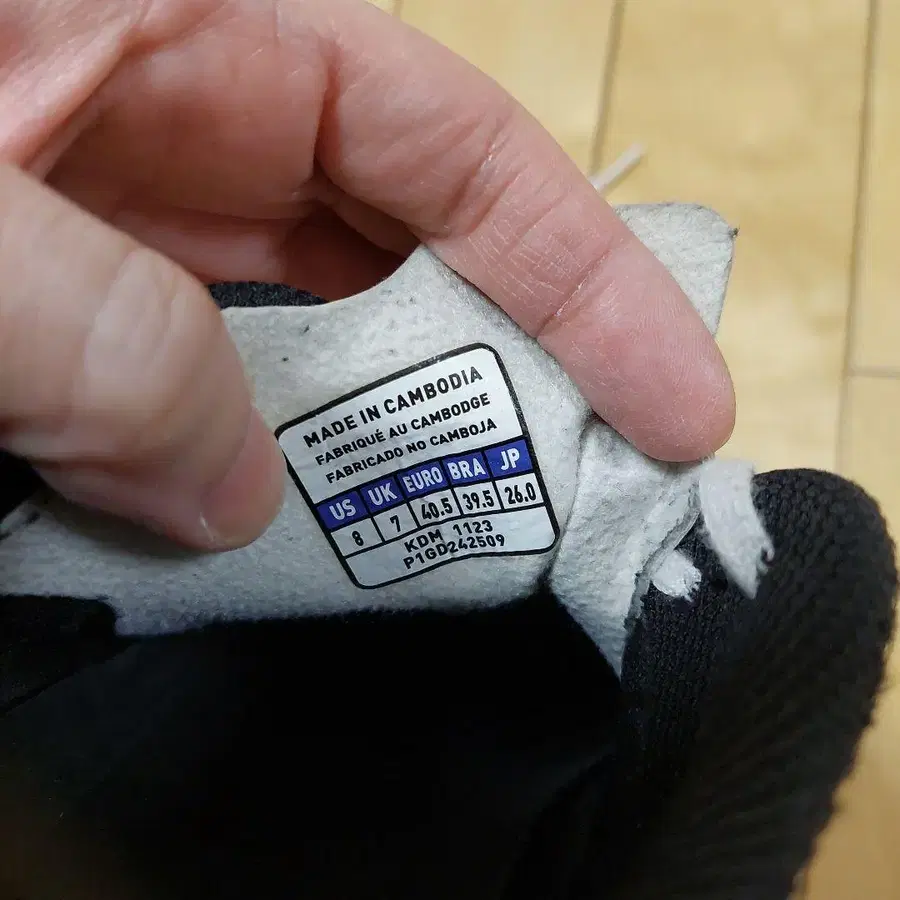 MADE IN CAMBODIA
FABRIQUÉ AU CAMBODGE
FABRICADO NO CAMBOJA
US UK EURO BRA JP
8 7 40.5 39.5 26.0
KDM 1123
P1GD242509